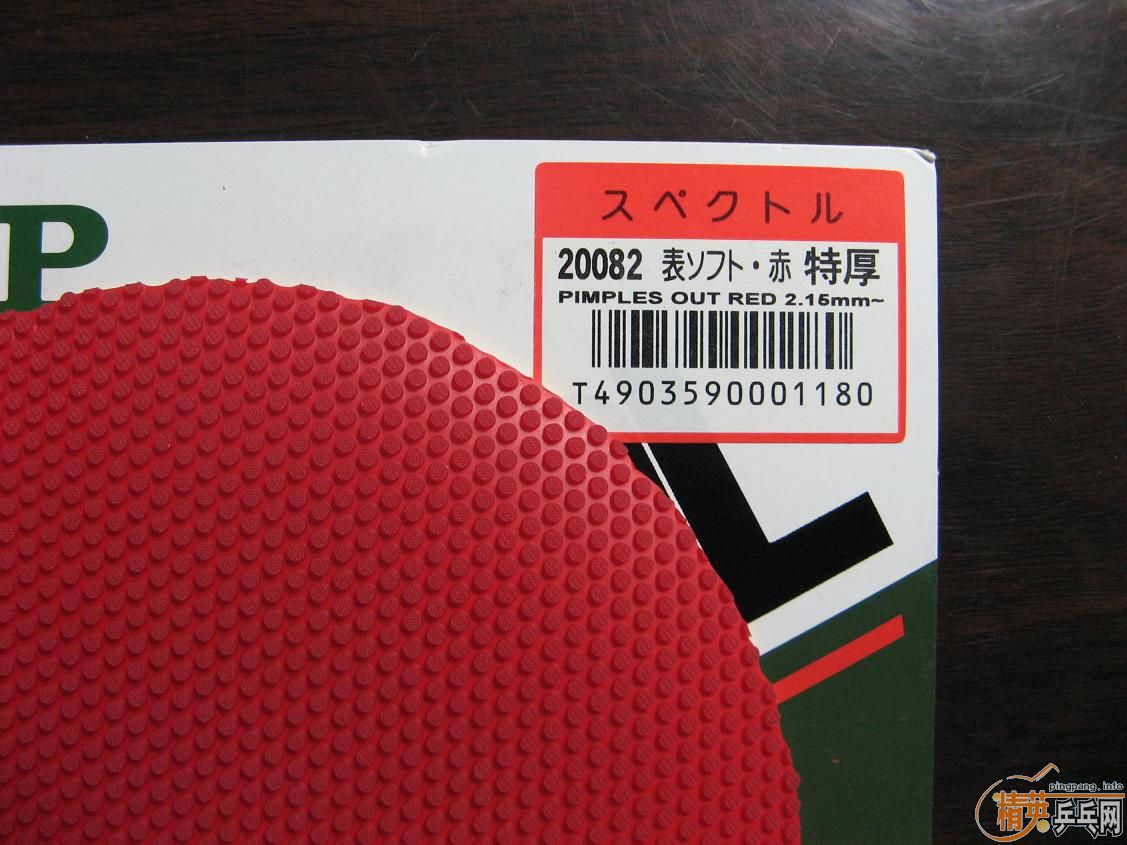 P
スペクトル
20082 表ソフト・赤 特厚
PIMPLES OUT RED 2.15mm~
T4903590001180
L
pingpang.info
精英乒乓网